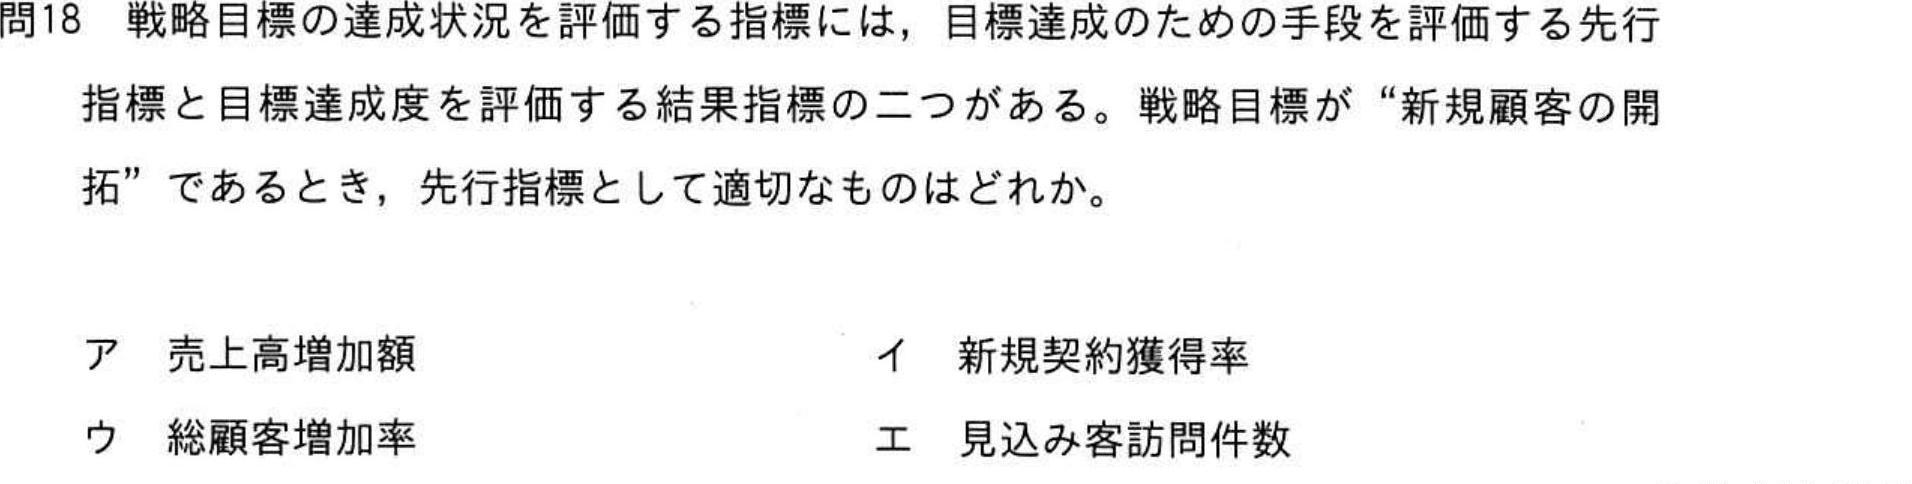 問18　戦略目標の達成状況を評価する指標には，目標達成のための手段を評価する先行
指標と目標達成度を評価する結果指標の二つがある。戦略目標が“新規顧客の開
拓”であるとき，先行指標として適切なものはどれか。
ア　売上高増加額　イ　新規契約獲得率
ウ　総顧客増加率　エ　見込み客訪問件数